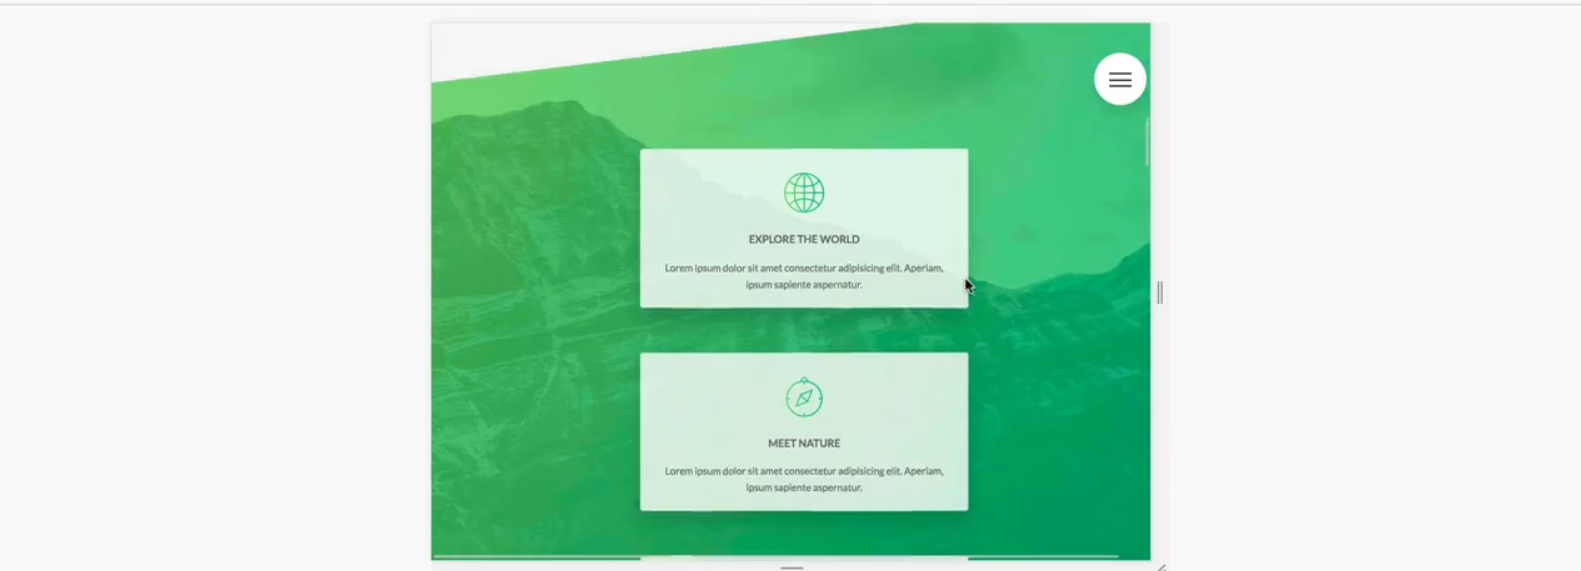 EXPLORE THE WORLD
Lorem ipsum dolor sit amet consectetur adipisicing elit. Aperiam,
ipsum sapiente aspernatur.
MEET NATURE
Lorem ipsum dolor sit amet consectetur adipisicing elit. Aperiam,
ipsum sapiente aspernatur.